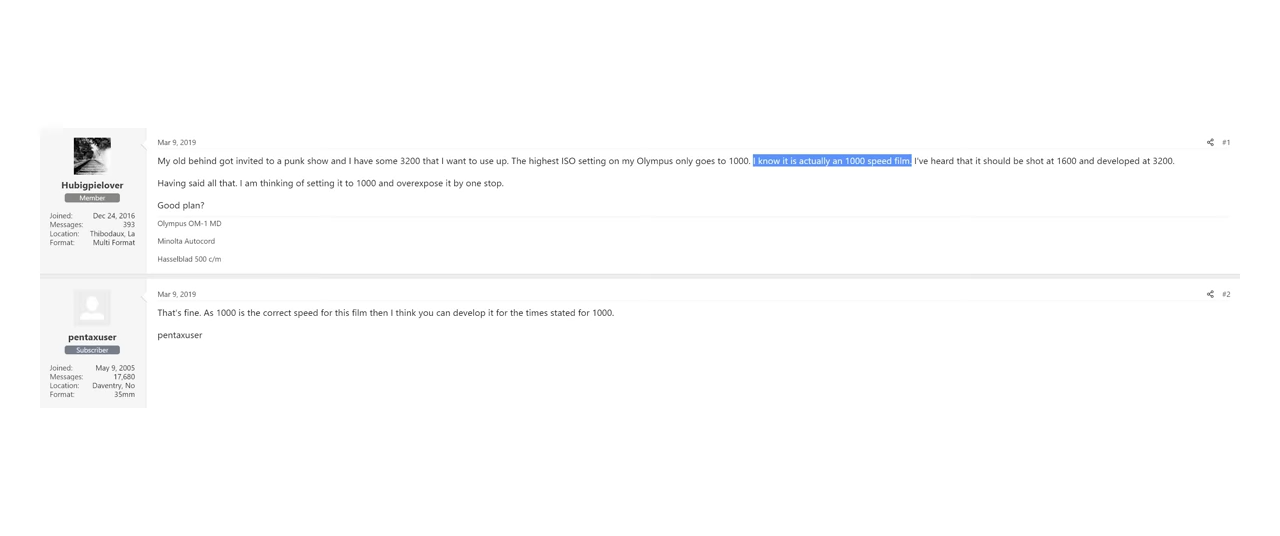 Mar 9, 2019
#1
My old behind got invited to a punk show and I have some 3200 that I want to use up. The highest ISO setting on my Olympus only goes to 1000. I know it is actually an 1000 speed film. I've heard that it should be shot at 1600 and developed at 3200.
Having said all that. I am thinking of setting it to 1000 and overexpose it by one stop.
Good plan?
Olympus OM-1 MD
Minolta Autocord
Hasselblad 500 c/m
Hubigpielover
Member
Joined: Dec 24, 2016
Messages: 393
Location: Thibodaux, La
Format: Multi Format
Mar 9, 2019
#2
That's fine. As 1000 is the correct speed for this film then I think you can develop it for the times stated for 1000.
pentaxuser
pentaxuser
Subscriber
Joined: May 9, 2005
Messages: 17,680
Location: Daventry, No
Format: 35mm